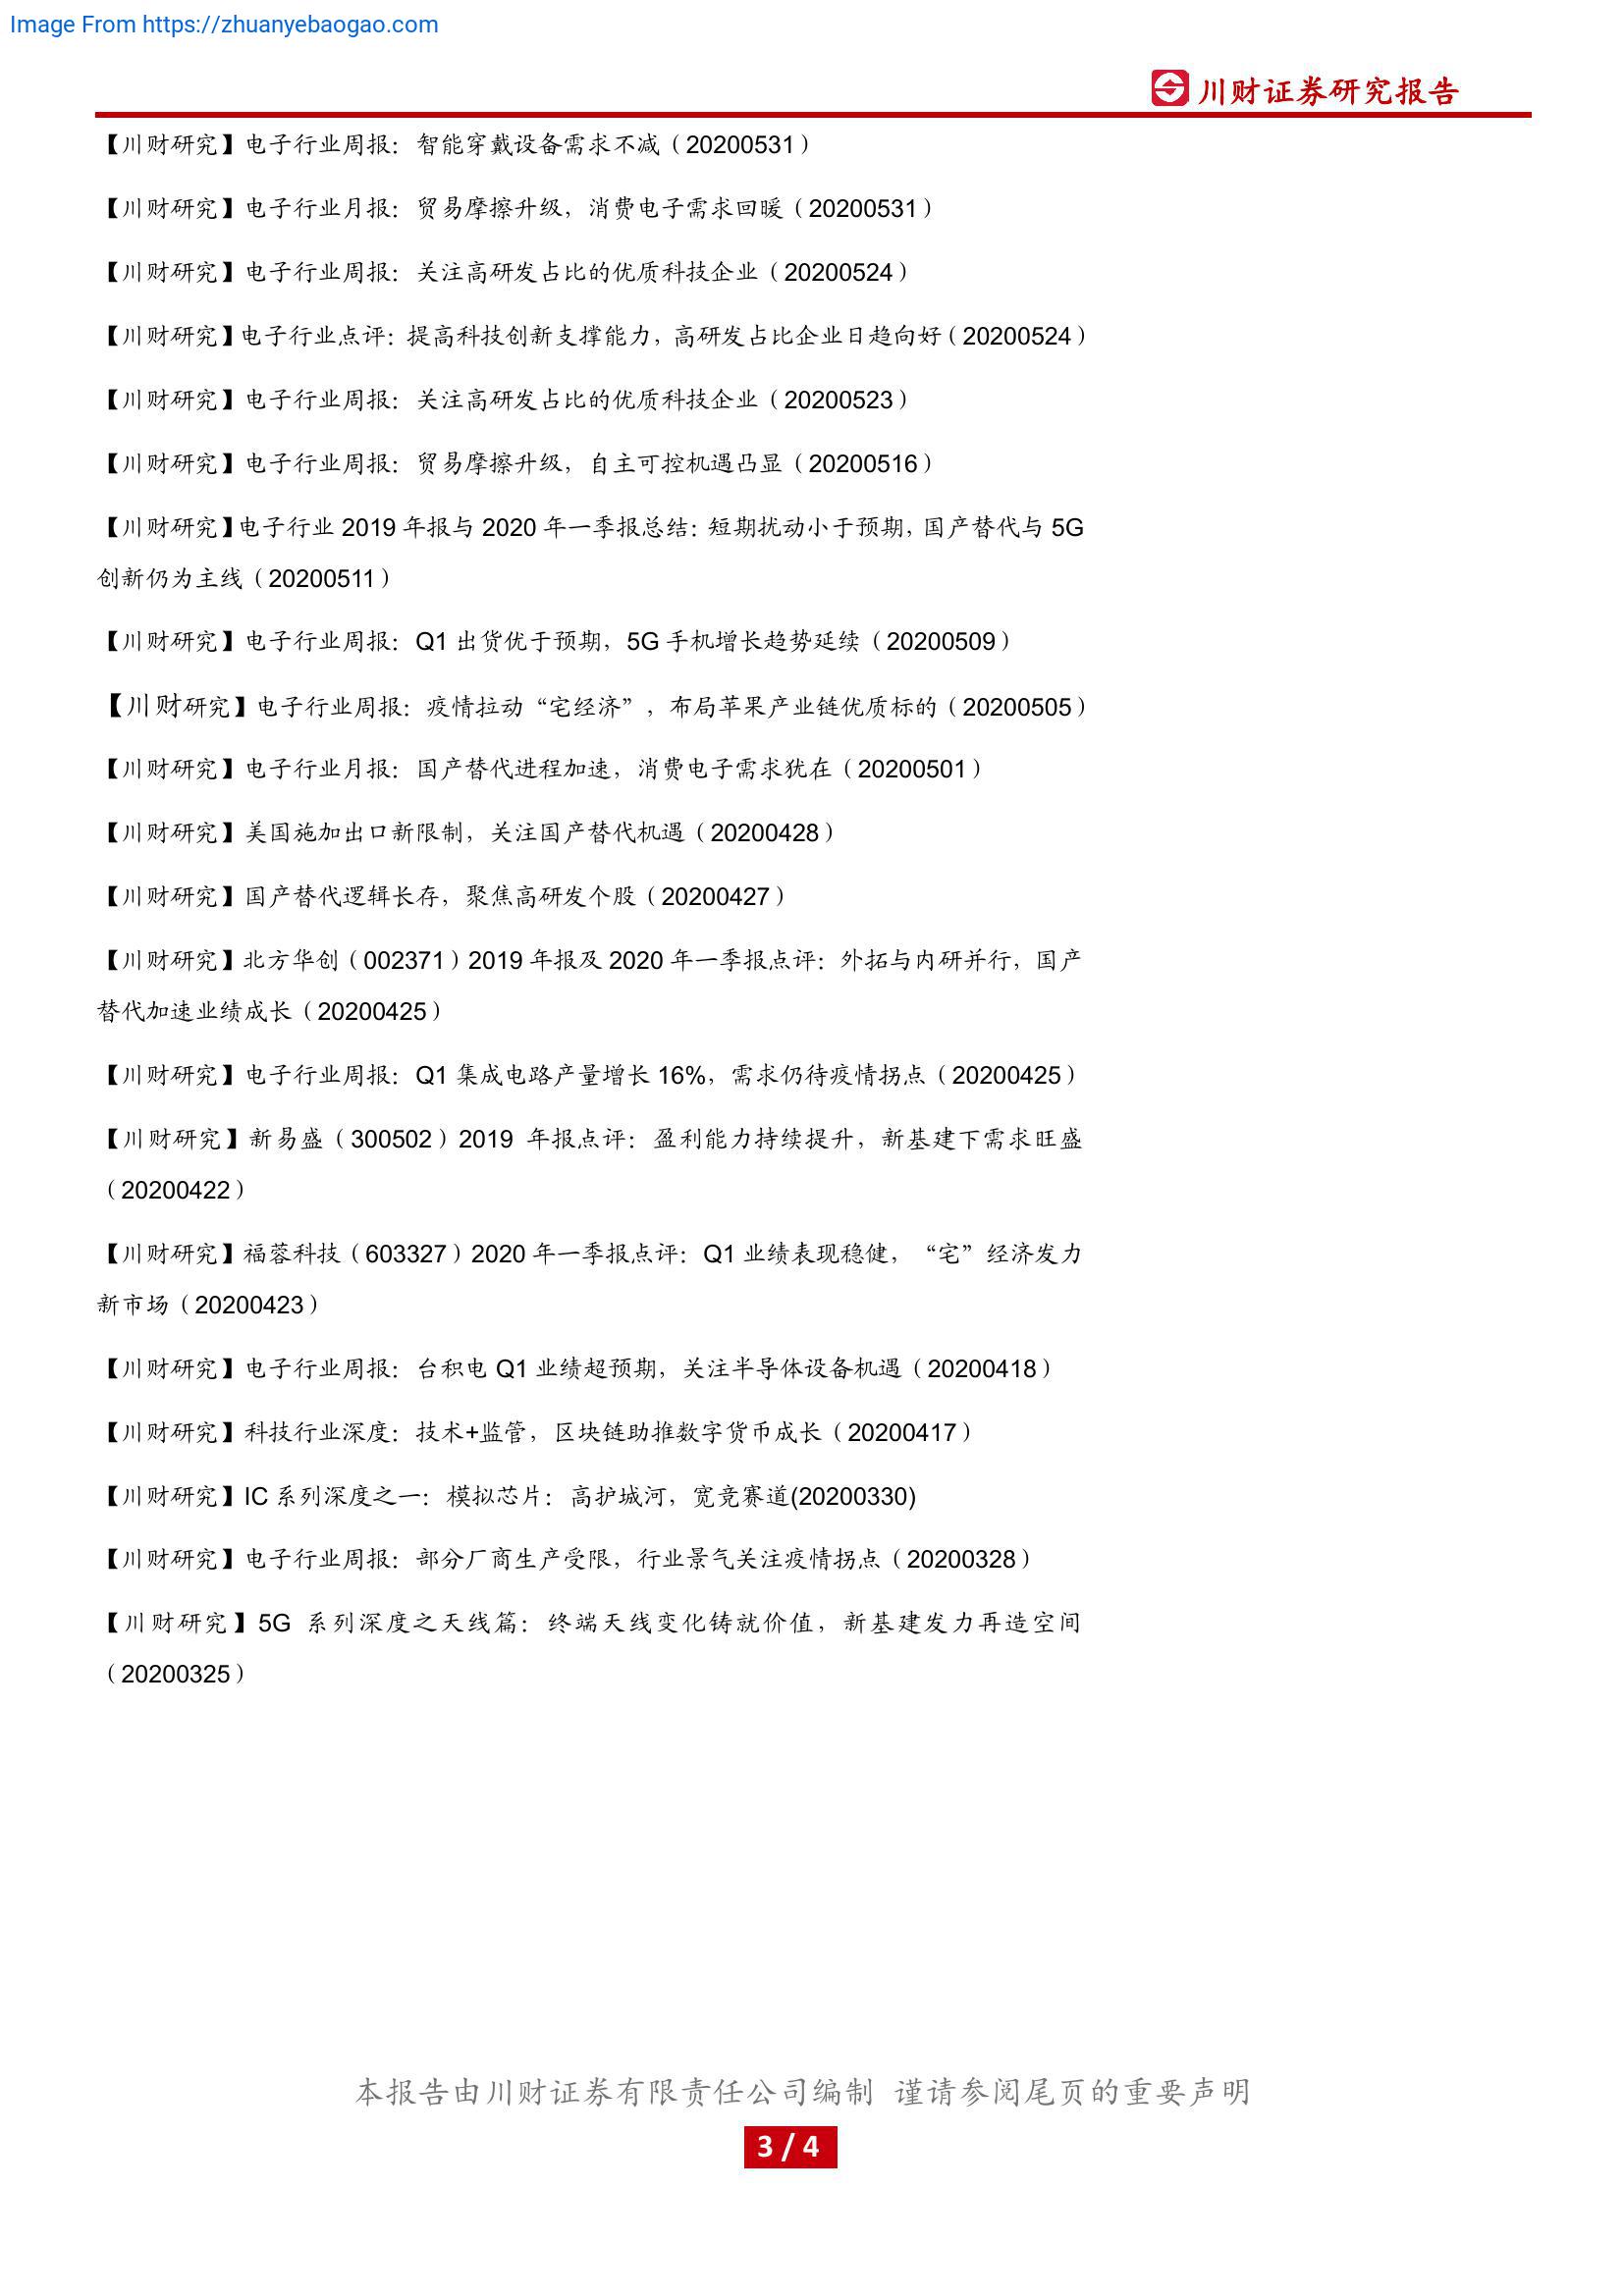 Image From https://zhuanyebaogao.com
川财证券研究报告
【川财研究】电子行业周报：智能穿戴设备需求不减（20200531）
【川财研究】电子行业月报：贸易摩擦升级，消费电子需求回暖（20200531）
【川财研究】电子行业周报：关注高研发占比的优质科技企业（20200524）
【川财研究】电子行业点评：提高科技创新支撑能力，高研发占比企业日趋向好（20200524）
【川财研究】电子行业周报：关注高研发占比的优质科技企业（20200523）
【川财研究】电子行业周报：贸易摩擦升级，自主可控机遇凸显（20200516）
【川财研究】电子行业 2019 年报与 2020 年一季报总结：短期扰动小于预期，国产替代与 5G
创新仍为主线（20200511）
【川财研究】电子行业周报：Q1 出货优于预期，5G 手机增长趋势延续（20200509）
【川财研究】电子行业周报：疫情拉动“宅经济”，布局苹果产业链优质标的（20200505）
【川财研究】电子行业月报：国产替代进程加速，消费电子需求犹在（20200501）
【川财研究】美国施加出口新限制，关注国产替代机遇（20200428）
【川财研究】国产替代逻辑长存，聚焦高研发个股（20200427）
【川财研究】北方华创（002371）2019 年报及 2020 年一季报点评：外拓与内研并行，国产
替代加速业绩成长（20200425）
【川财研究】电子行业周报：Q1 集成电路产量增长 16%，需求仍待疫情拐点（20200425）
【川财研究】新易盛（300502）2019 年报点评：盈利能力持续提升，新基建下需求旺盛
（20200422）
【川财研究】福蓉科技（603327）2020 年一季报点评：Q1 业绩表现稳健，“宅”经济发力
新市场（20200423）
【川财研究】电子行业周报：台积电 Q1 业绩超预期，关注半导体设备机遇（20200418）
【川财研究】科技行业深度：技术+监管，区块链助推数字货币成长（20200417）
【川财研究】IC 系列深度之一：模拟芯片：高护城河，宽竞赛道(20200330)
【川财研究】电子行业周报：部分厂商生产受限，行业景气关注疫情拐点（20200328）
【川财研究】5G 系列深度之天线篇：终端天线变化铸就价值，新基建发力再造空间
（20200325）
本报告由川财证券有限责任公司编制 谨请参阅尾页的重要声明
3 / 4